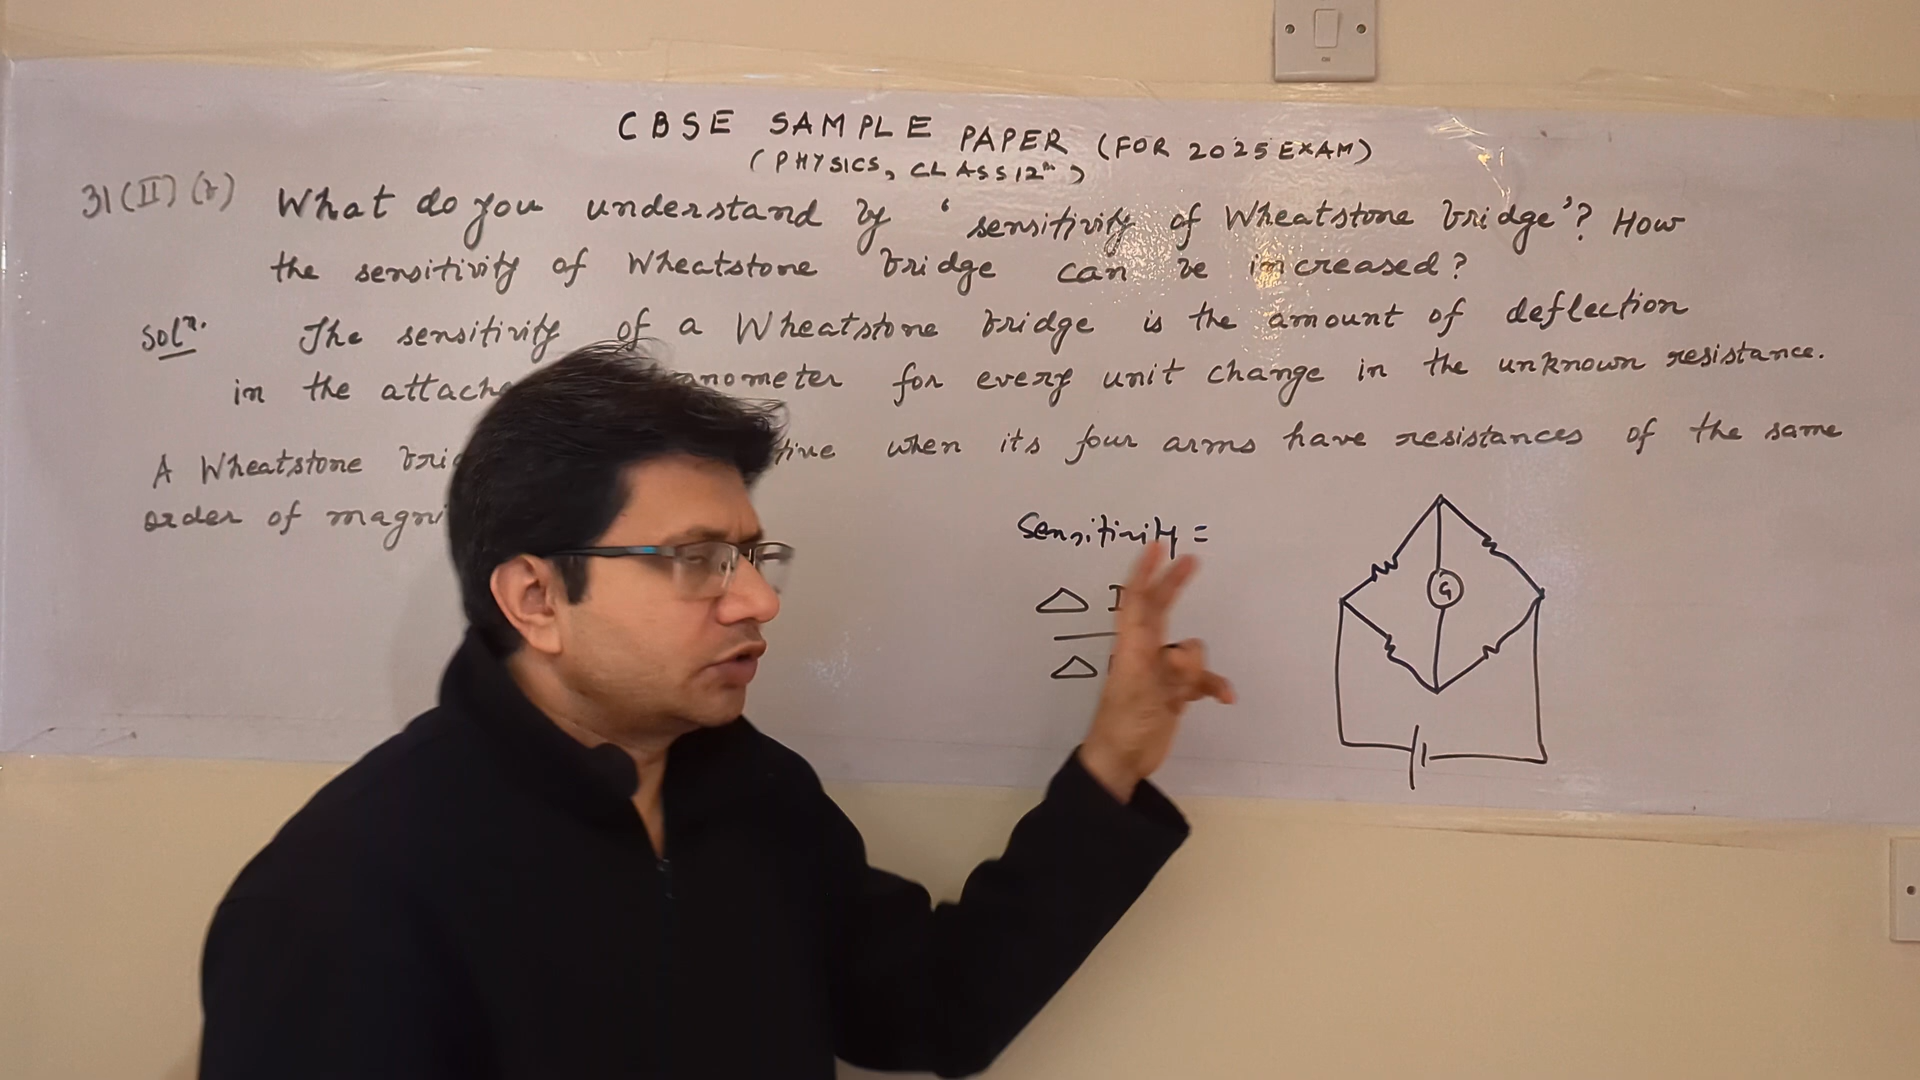 CBSE SAMPLE PAPER (FOR 2025 EXAM)
(PHYSICS, CLASS 12th)
31(II) (b) What do you understand by 'sensitivity of Wheatstone bridge'? How
the sensitivity of Wheatstone bridge can be increased?
Soln. The sensitivity of a Wheatstone bridge is the amount of deflection
in the for every unit change in the unknown resistance.
A Wheatstone when its four arms have resistances of the same
order of
Sensitivity =
Δ I
Δ
G
ON